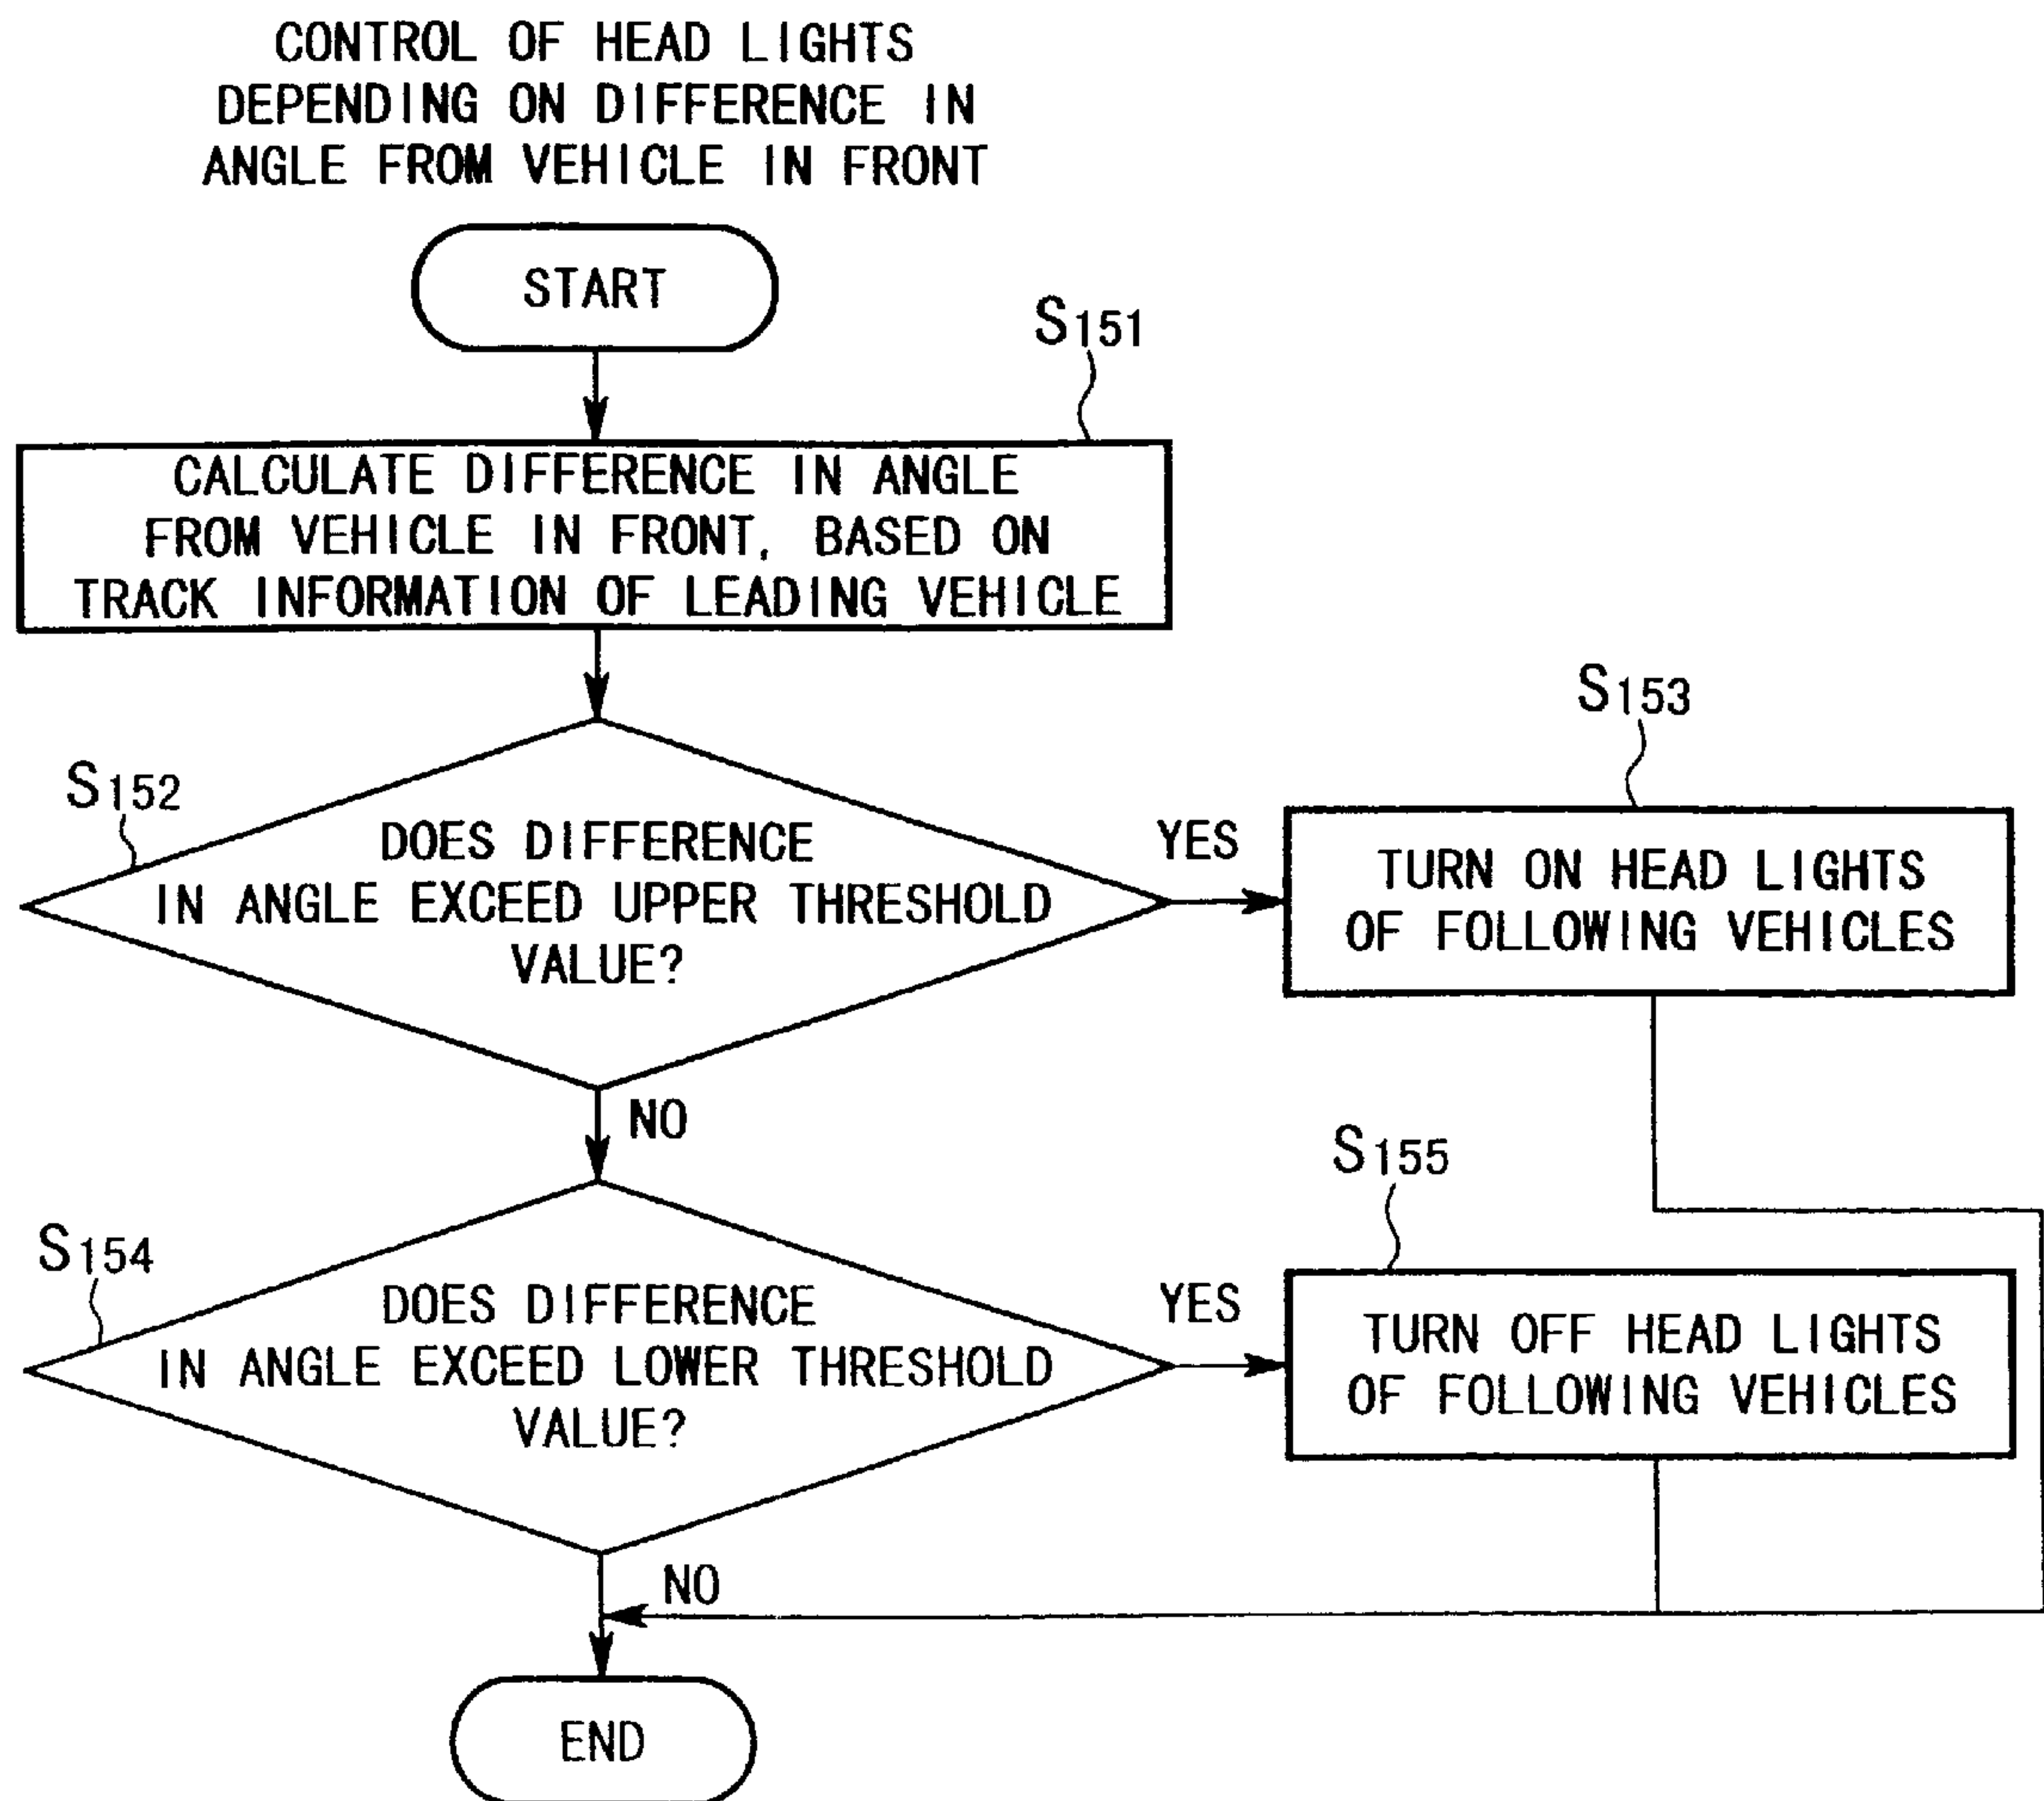 CONTROL OF HEAD LIGHTS
DEPENDING ON DIFFERENCE IN
ANGLE FROM VEHICLE IN FRONT
START
S151
CALCULATE DIFFERENCE IN ANGLE
FROM VEHICLE IN FRONT, BASED ON
TRACK INFORMATION OF LEADING VEHICLE
S152
DOES DIFFERENCE
IN ANGLE EXCEED UPPER THRESHOLD
VALUE?
YES
S153
TURN ON HEAD LIGHTS
OF FOLLOWING VEHICLES
NO
S154
DOES DIFFERENCE
IN ANGLE EXCEED LOWER THRESHOLD
VALUE?
YES
S155
TURN OFF HEAD LIGHTS
OF FOLLOWING VEHICLES
NO
END